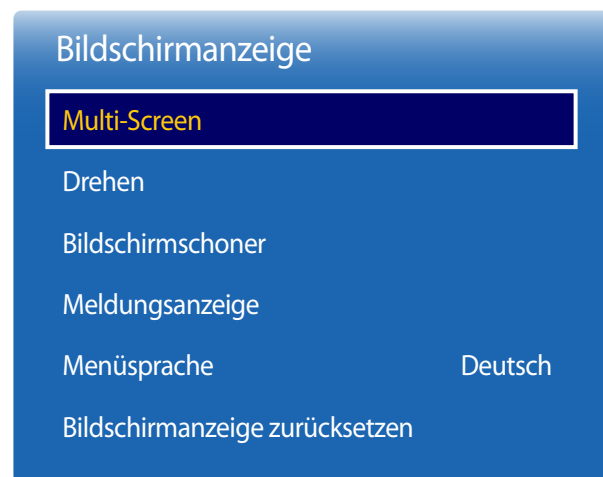 Bildschirmanzeige
Multi-Screen
Drehen
Bildschirmschoner
Meldungsanzeige
Menüsprache Deutsch
Bildschirmanzeige zurücksetzen